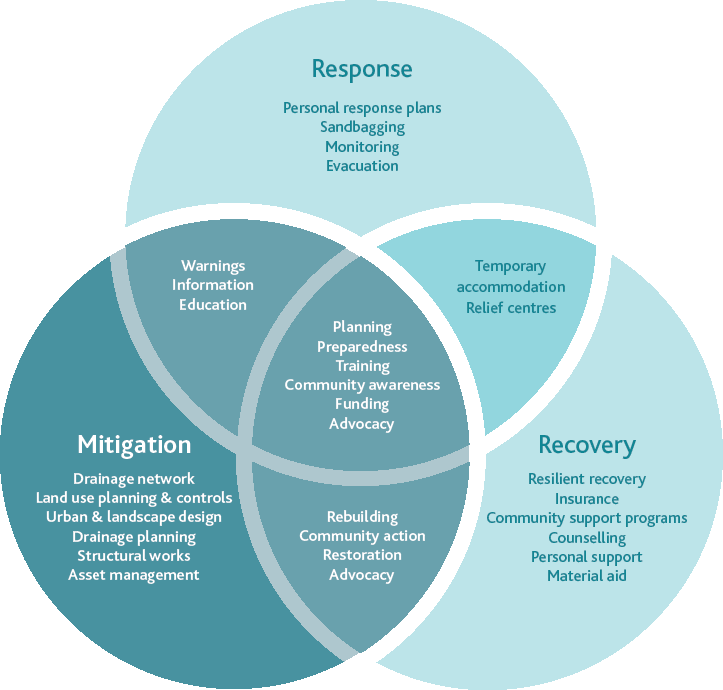 Response
Personal response plans
Sandbagging
Monitoring
Evacuation
Warnings
Information
Education
Temporary
accommodation
Relief centres
Planning
Preparedness
Training
Community awareness
Funding
Advocacy
Mitigation
Drainage network
Land use planning & controls
Urban & landscape design
Drainage planning
Structural works
Asset management
Recovery
Resilient recovery
Insurance
Community support programs
Counselling
Personal support
Material aid
Rebuilding
Community action
Restoration
Advocacy